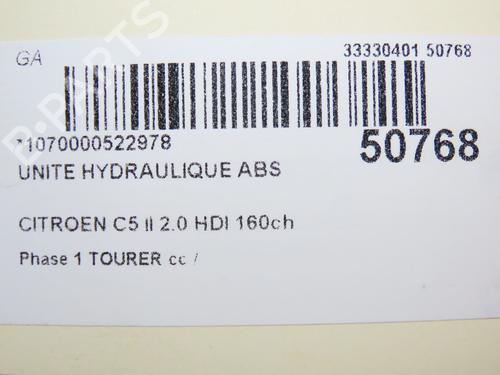 GA
33330401 50768
*1070000522978
50768
UNITE HYDRAULIQUE ABS
CITROEN C5 II 2.0 HDI 160ch
Phase 1 TOURER cc /
B-PARTS